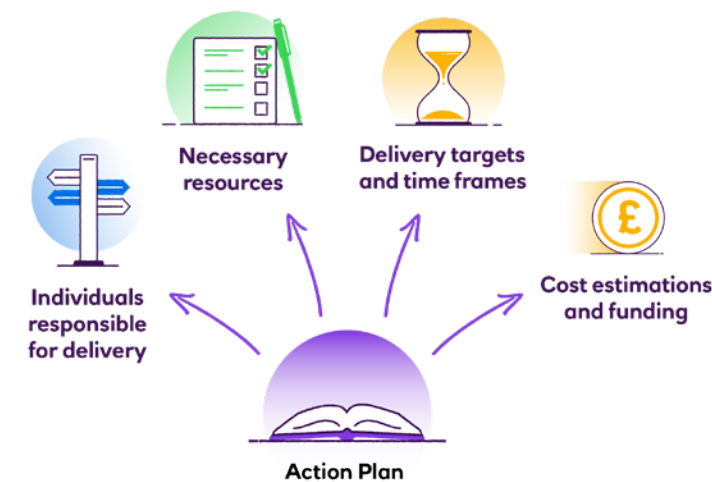 Necessary
resources
Delivery targets
and time frames
Individuals
responsible
for delivery
£
Cost estimations
and funding
Action Plan